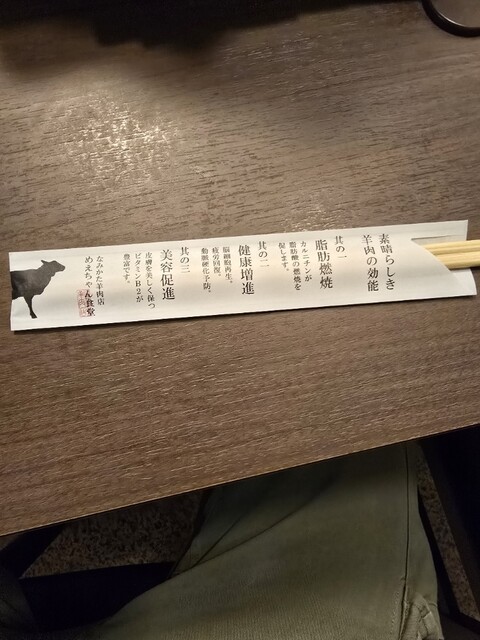 素晴らしき
羊肉の効能
其の一
脂肪燃焼
カルニチンが
脂肪酸の燃焼を
促します。
其の二
健康増進
脳細胞再生、
疲労回復、
動脈硬化予防。
其の三
美容促進
皮膚を美しく保つ
ビタミンB2が
豊富です。
なみかた羊肉店
めえちゃん食堂